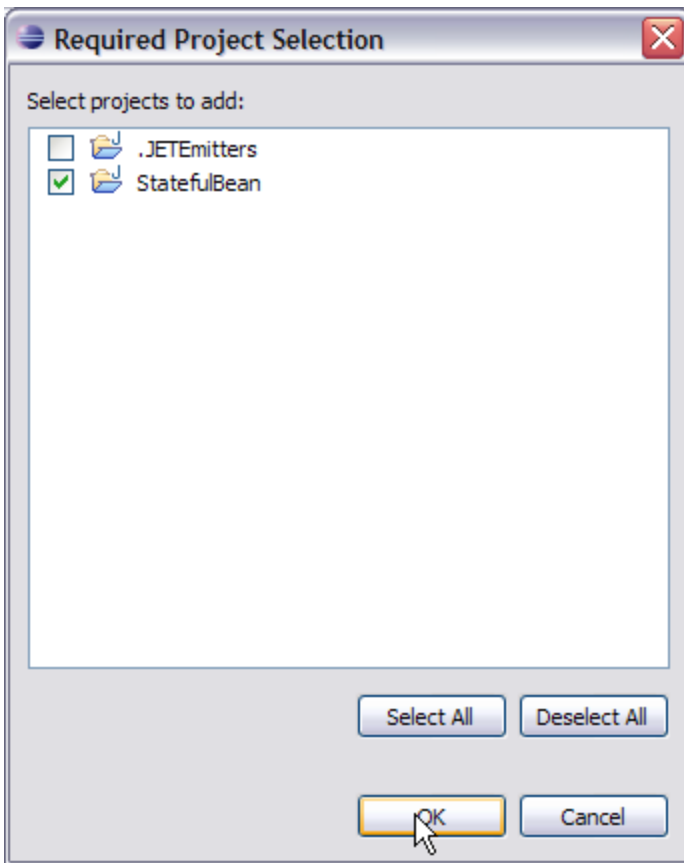 Required Project Selection
Select projects to add:
.JETEmitters
StatefulBean
Select All Deselect All
OK Cancel